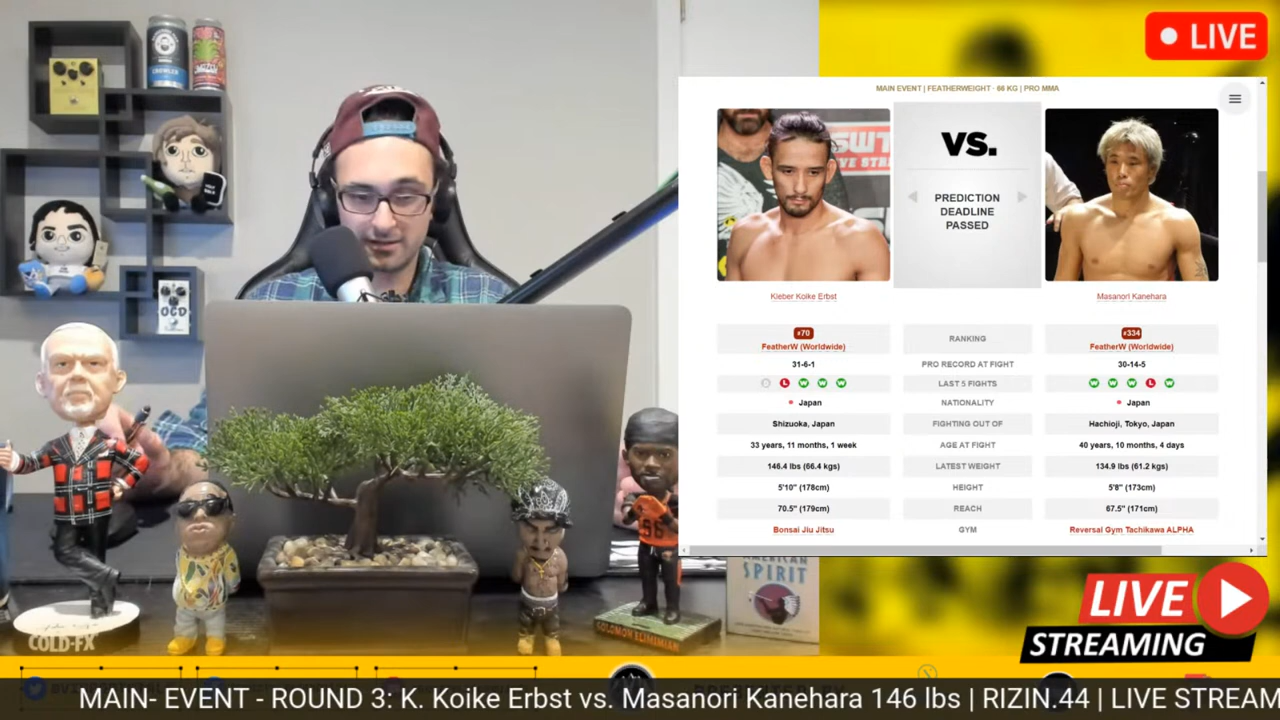 LIVE
MAIN EVENT | FEATHERWEIGHT · 66 KG | PRO MMA
VS.
PREDICTION
DEADLINE
PASSED
Kleber Koike Erbst
Masanori Kanehara
#70
FeatherW (Worldwide)
RANKING
#334
FeatherW (Worldwide)
31-6-1
PRO RECORD AT FIGHT
30-14-5
L W W W
LAST 5 FIGHTS
W W W L W
Japan
NATIONALITY
Japan
Shizuoka, Japan
FIGHTING OUT OF
Hachioji, Tokyo, Japan
33 years, 11 months, 1 week
AGE AT FIGHT
40 years, 10 months, 4 days
146.4 lbs (66.4 kgs)
LATEST WEIGHT
134.9 lbs (61.2 kgs)
5'10" (178cm)
HEIGHT
5'8" (173cm)
70.5" (179cm)
REACH
67.5" (171cm)
Bonsai Jiu Jitsu
GYM
Reversal Gym Tachikawa ALPHA
OCD
COLD-FX
SOLOMON ELIMIMIAN
SPIRIT
LIVE
STREAMING
MAIN- EVENT - ROUND 3: K. Koike Erbst vs. Masanori Kanehara 146 lbs | RIZIN.44 | LIVE STREAM